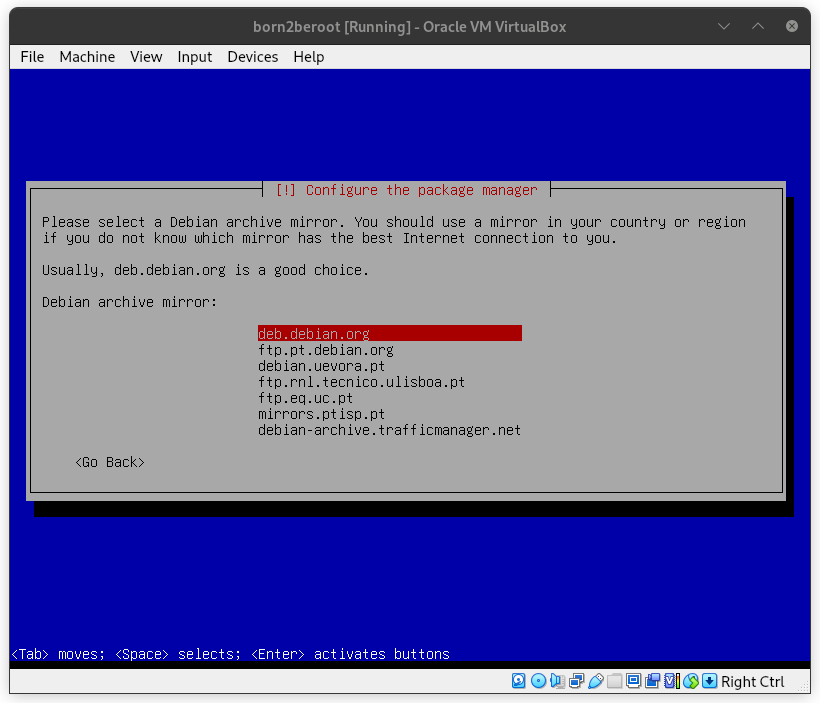 born2beroot [Running] - Oracle VM VirtualBox
File Machine View Input Devices Help
[!] Configure the package manager
Please select a Debian archive mirror. You should use a mirror in your country or region
if you do not know which mirror has the best Internet connection to you.
Usually, deb.debian.org is a good choice.
Debian archive mirror:
deb.debian.org
ftp.pt.debian.org
debian.uevora.pt
ftp.rnl.tecnico.ulisboa.pt
ftp.eq.uc.pt
mirrors.ptisp.pt
debian-archive.trafficmanager.net
<Go Back>
<Tab> moves; <Space> selects; <Enter> activates buttons
Right Ctrl